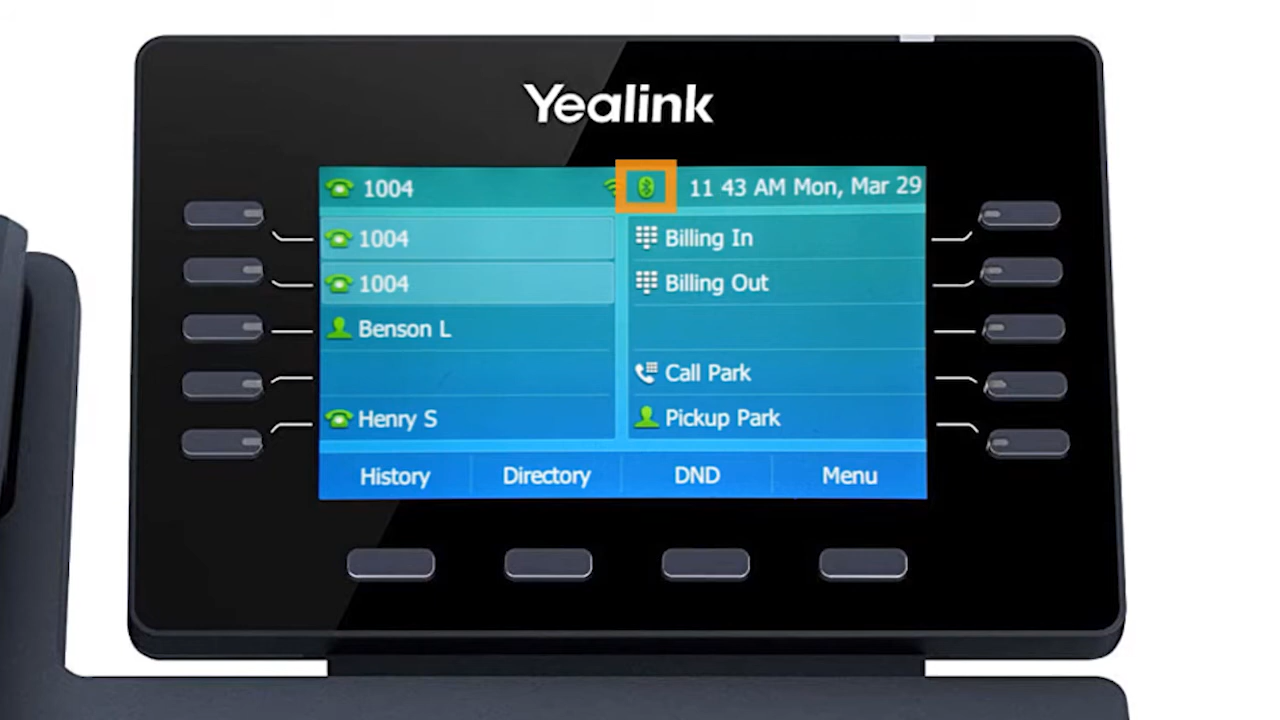 Yealink
1004
11 43 AM Mon, Mar 29
1004
Billing In
1004
Billing Out
Benson L
Call Park
Henry S
Pickup Park
History
Directory
DND
Menu